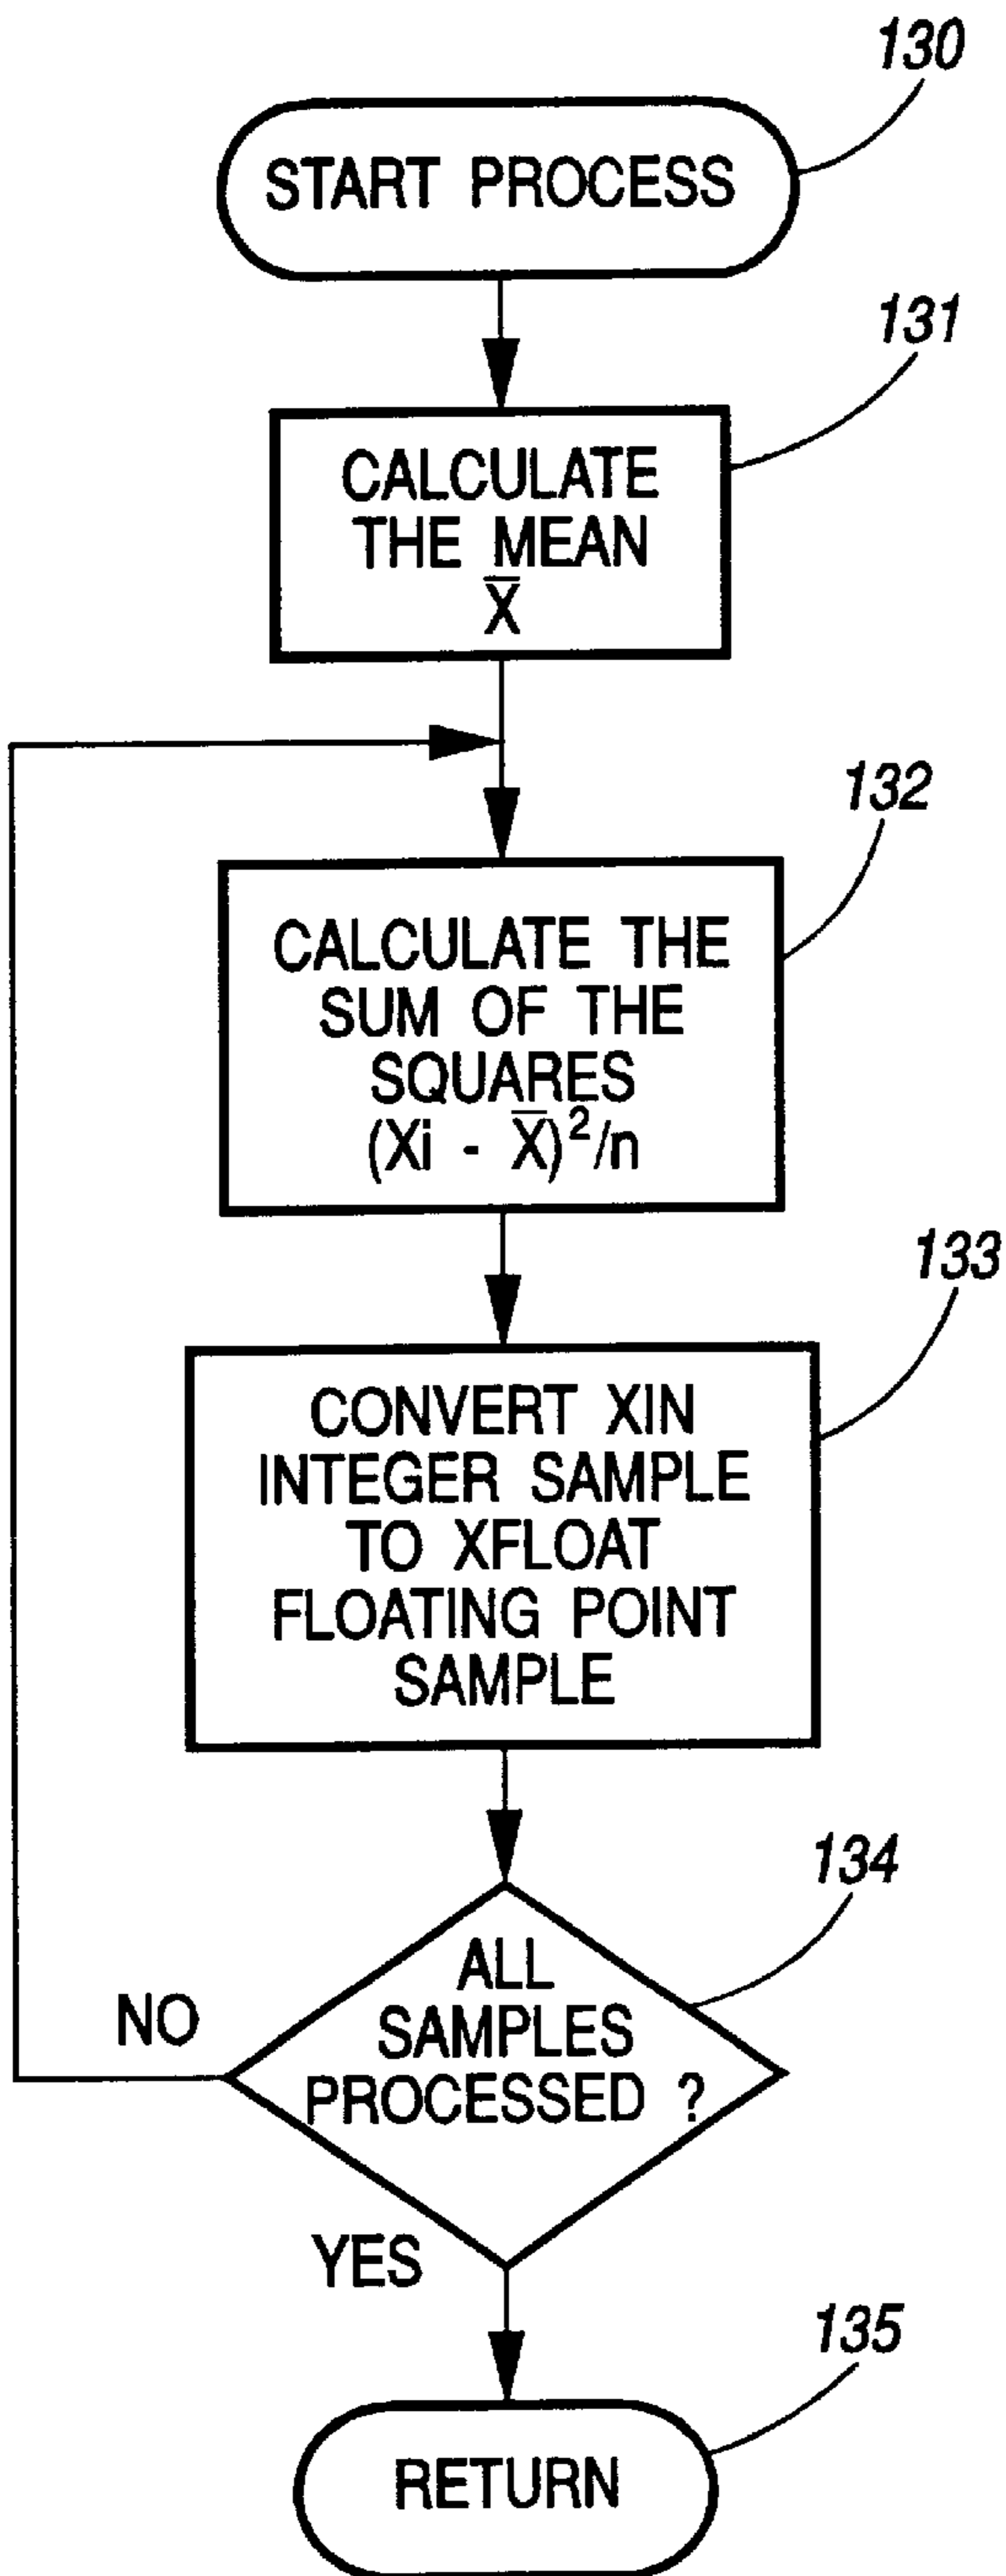 130
START PROCESS
131
CALCULATE
THE MEAN
X̅
132
CALCULATE THE
SUM OF THE
SQUARES
(Xi - X̅)²/n
133
CONVERT XIN
INTEGER SAMPLE
TO XFLOAT
FLOATING POINT
SAMPLE
134
ALL
SAMPLES
PROCESSED ?
NO
YES
135
RETURN